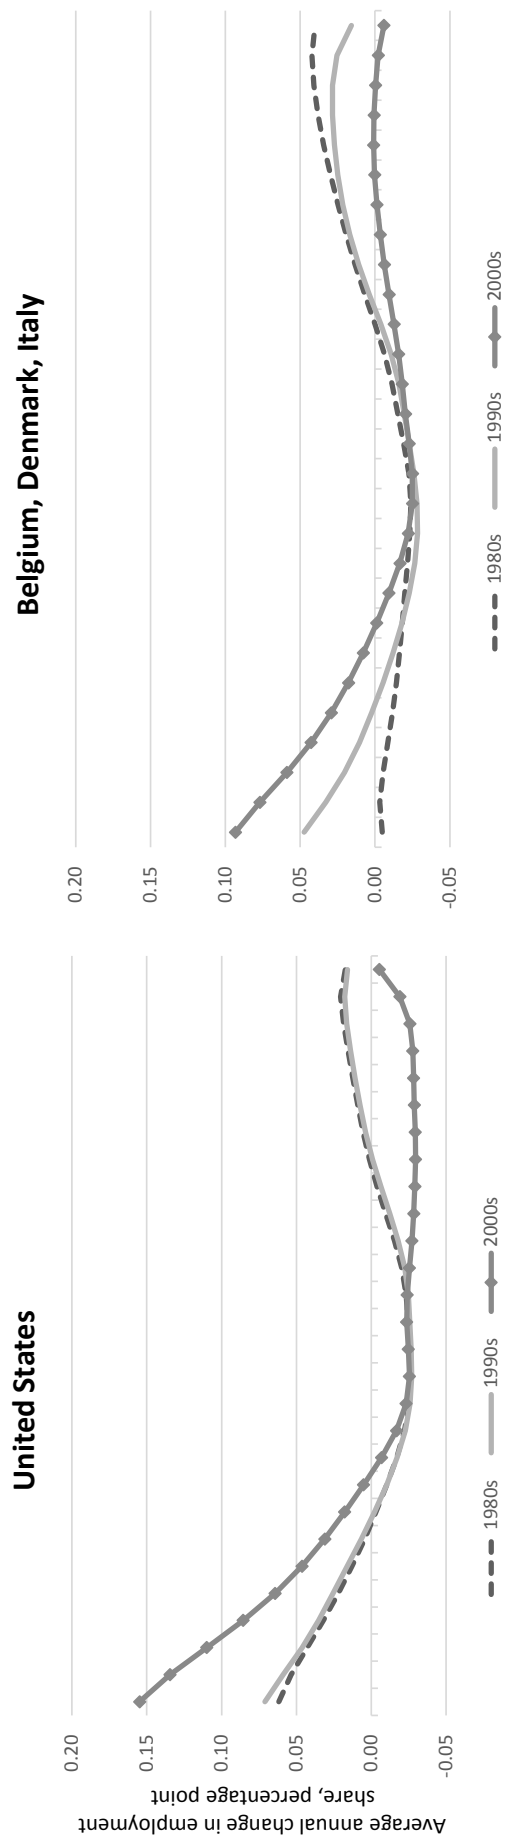 United States
Average annual change in employment
share, percentage point
0.20
0.15
0.10
0.05
0.00
-0.05
1980s 1990s 2000s
Belgium, Denmark, Italy
0.20
0.15
0.10
0.05
0.00
-0.05
1980s 1990s 2000s